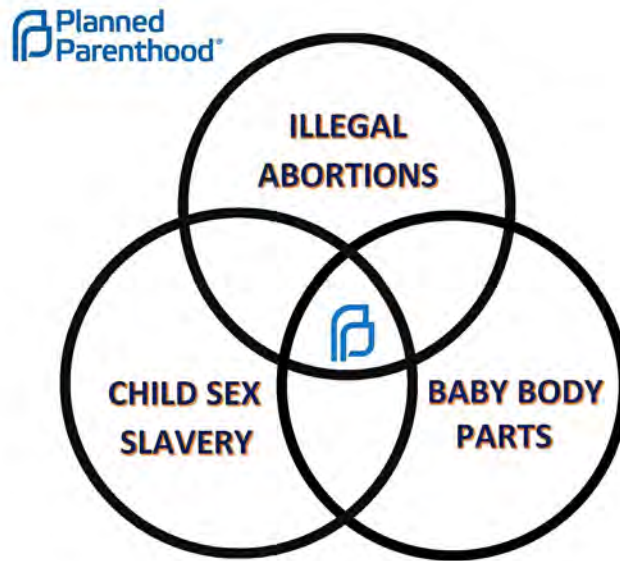 Planned
Parenthood®
ILLEGAL
ABORTIONS
CHILD SEX
SLAVERY
BABY BODY
PARTS